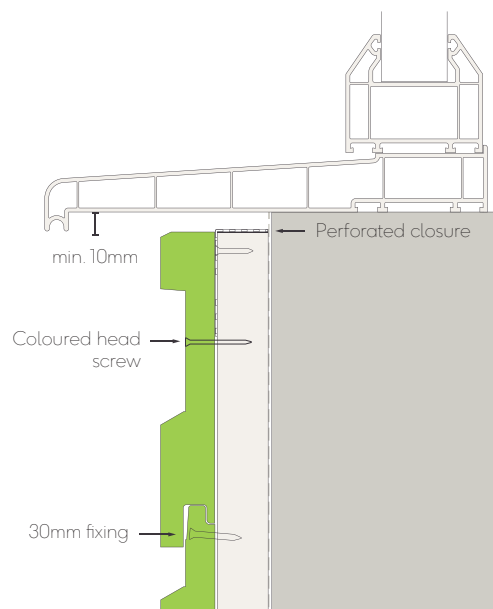 Perforated closure
min. 10mm
Coloured head
screw
30mm fixing